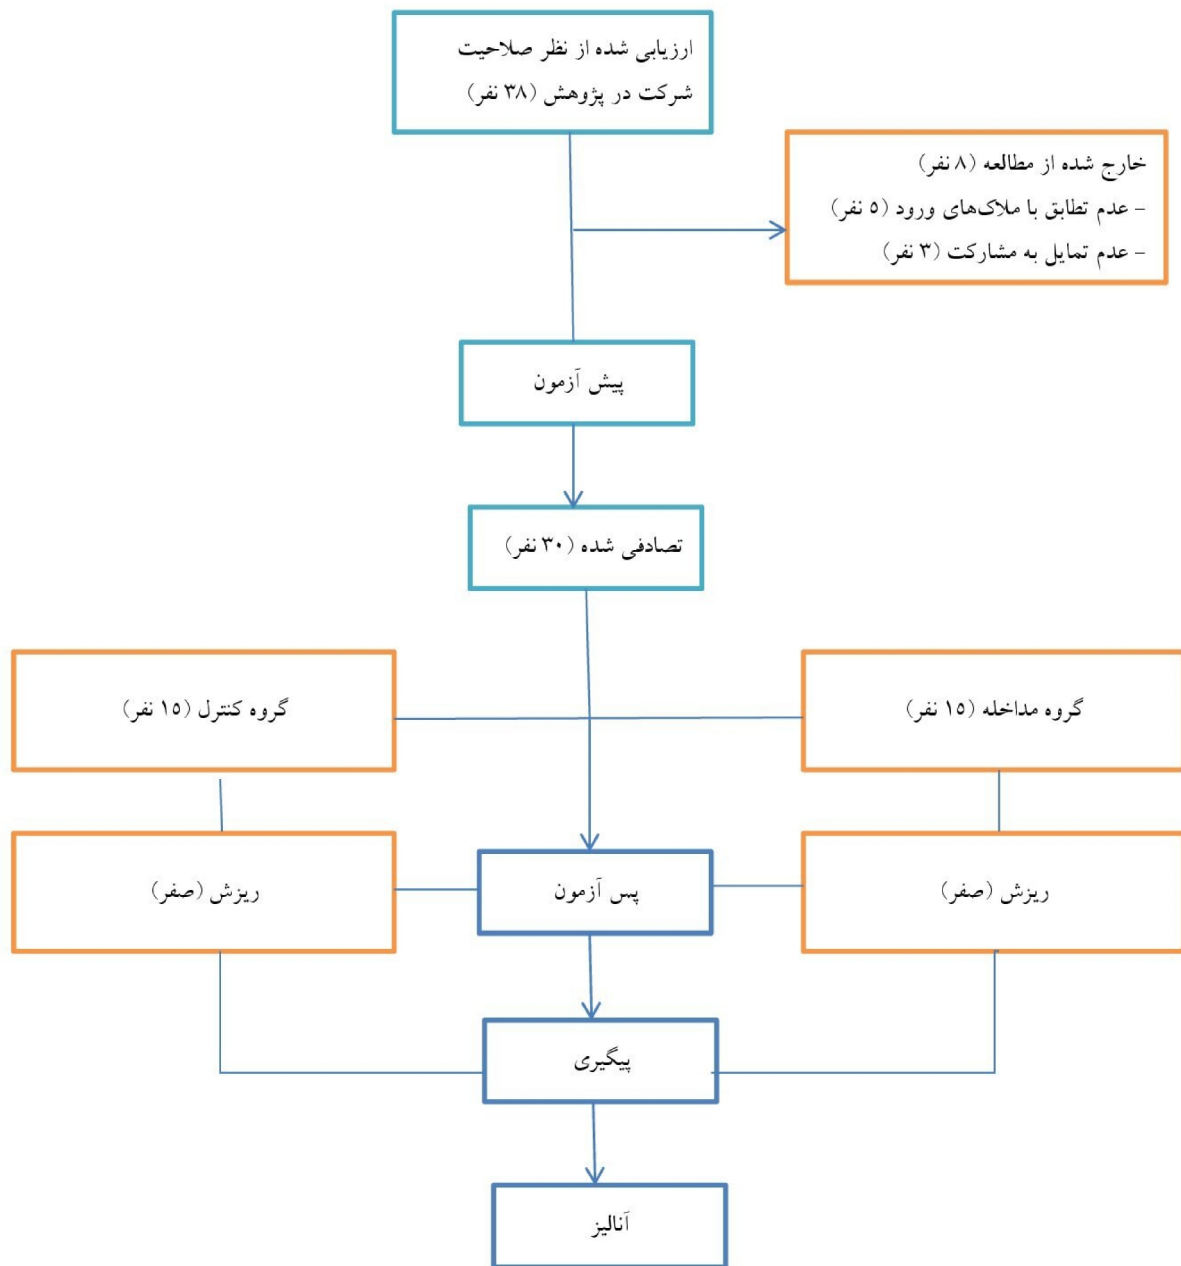 ارزیابی شده از نظر صلاحیت
شرکت در پژوهش (۳۸ نفر)
خارج شده از مطالعه (۸ نفر)
- عدم تطابق با ملاک‌های ورود (۵ نفر)
- عدم تمایل به مشارکت (۳ نفر)
پیش آزمون
تصادفی شده (۳۰ نفر)
گروه مداخله (۱۵ نفر)
گروه کنترل (۱۵ نفر)
ریزش (صفر)
پس آزمون
ریزش (صفر)
پیگیری
آنالیز